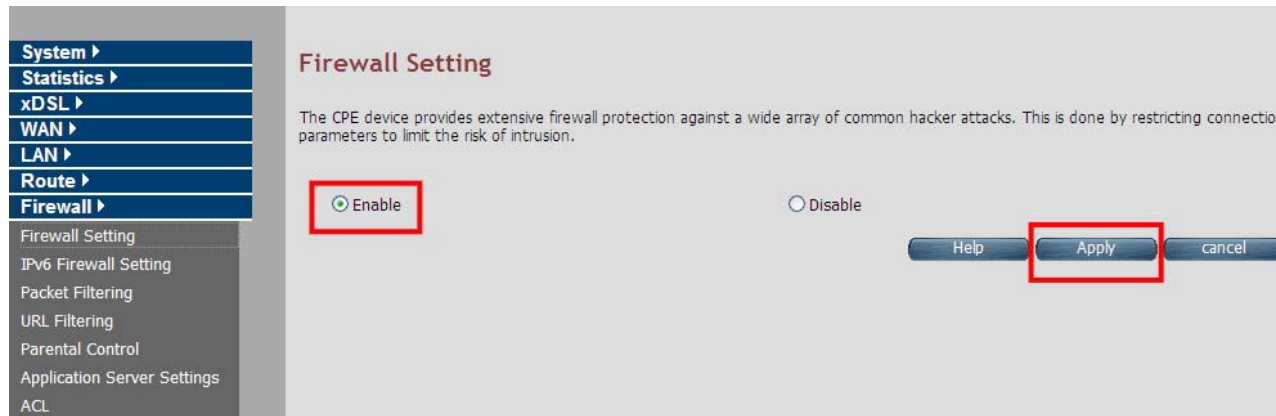 System
Statistics
xDSL
WAN
LAN
Route
Firewall
Firewall Setting
IPv6 Firewall Setting
Packet Filtering
URL Filtering
Parental Control
Application Server Settings
ACL
Firewall Setting
The CPE device provides extensive firewall protection against a wide array of common hacker attacks. This is done by restricting connectio
parameters to limit the risk of intrusion.
Enable Disable
Help Apply cancel